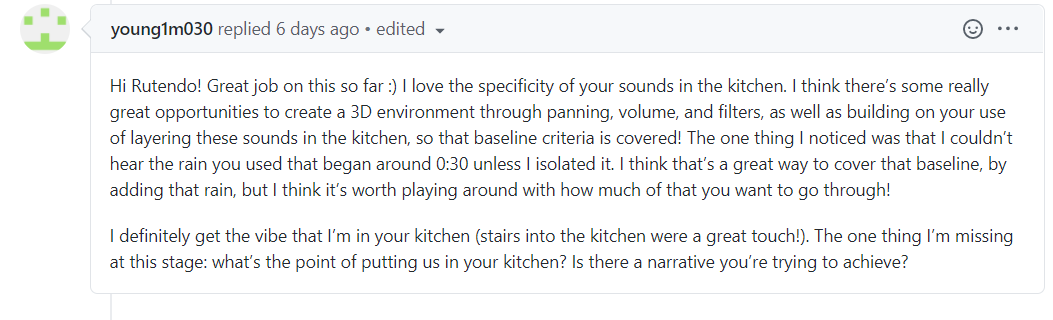 young1m030 replied 6 days ago • edited
Hi Rutendo! Great job on this so far :) I love the specificity of your sounds in the kitchen. I think there's some really
great opportunities to create a 3D environment through panning, volume, and filters, as well as building on your use
of layering these sounds in the kitchen, so that baseline criteria is covered! The one thing I noticed was that I couldn't
hear the rain you used that began around 0:30 unless I isolated it. I think that's a great way to cover that baseline, by
adding that rain, but I think it's worth playing around with how much of that you want to go through!
I definitely get the vibe that I'm in your kitchen (stairs into the kitchen were a great touch!). The one thing I'm missing
at this stage: what's the point of putting us in your kitchen? Is there a narrative you're trying to achieve?